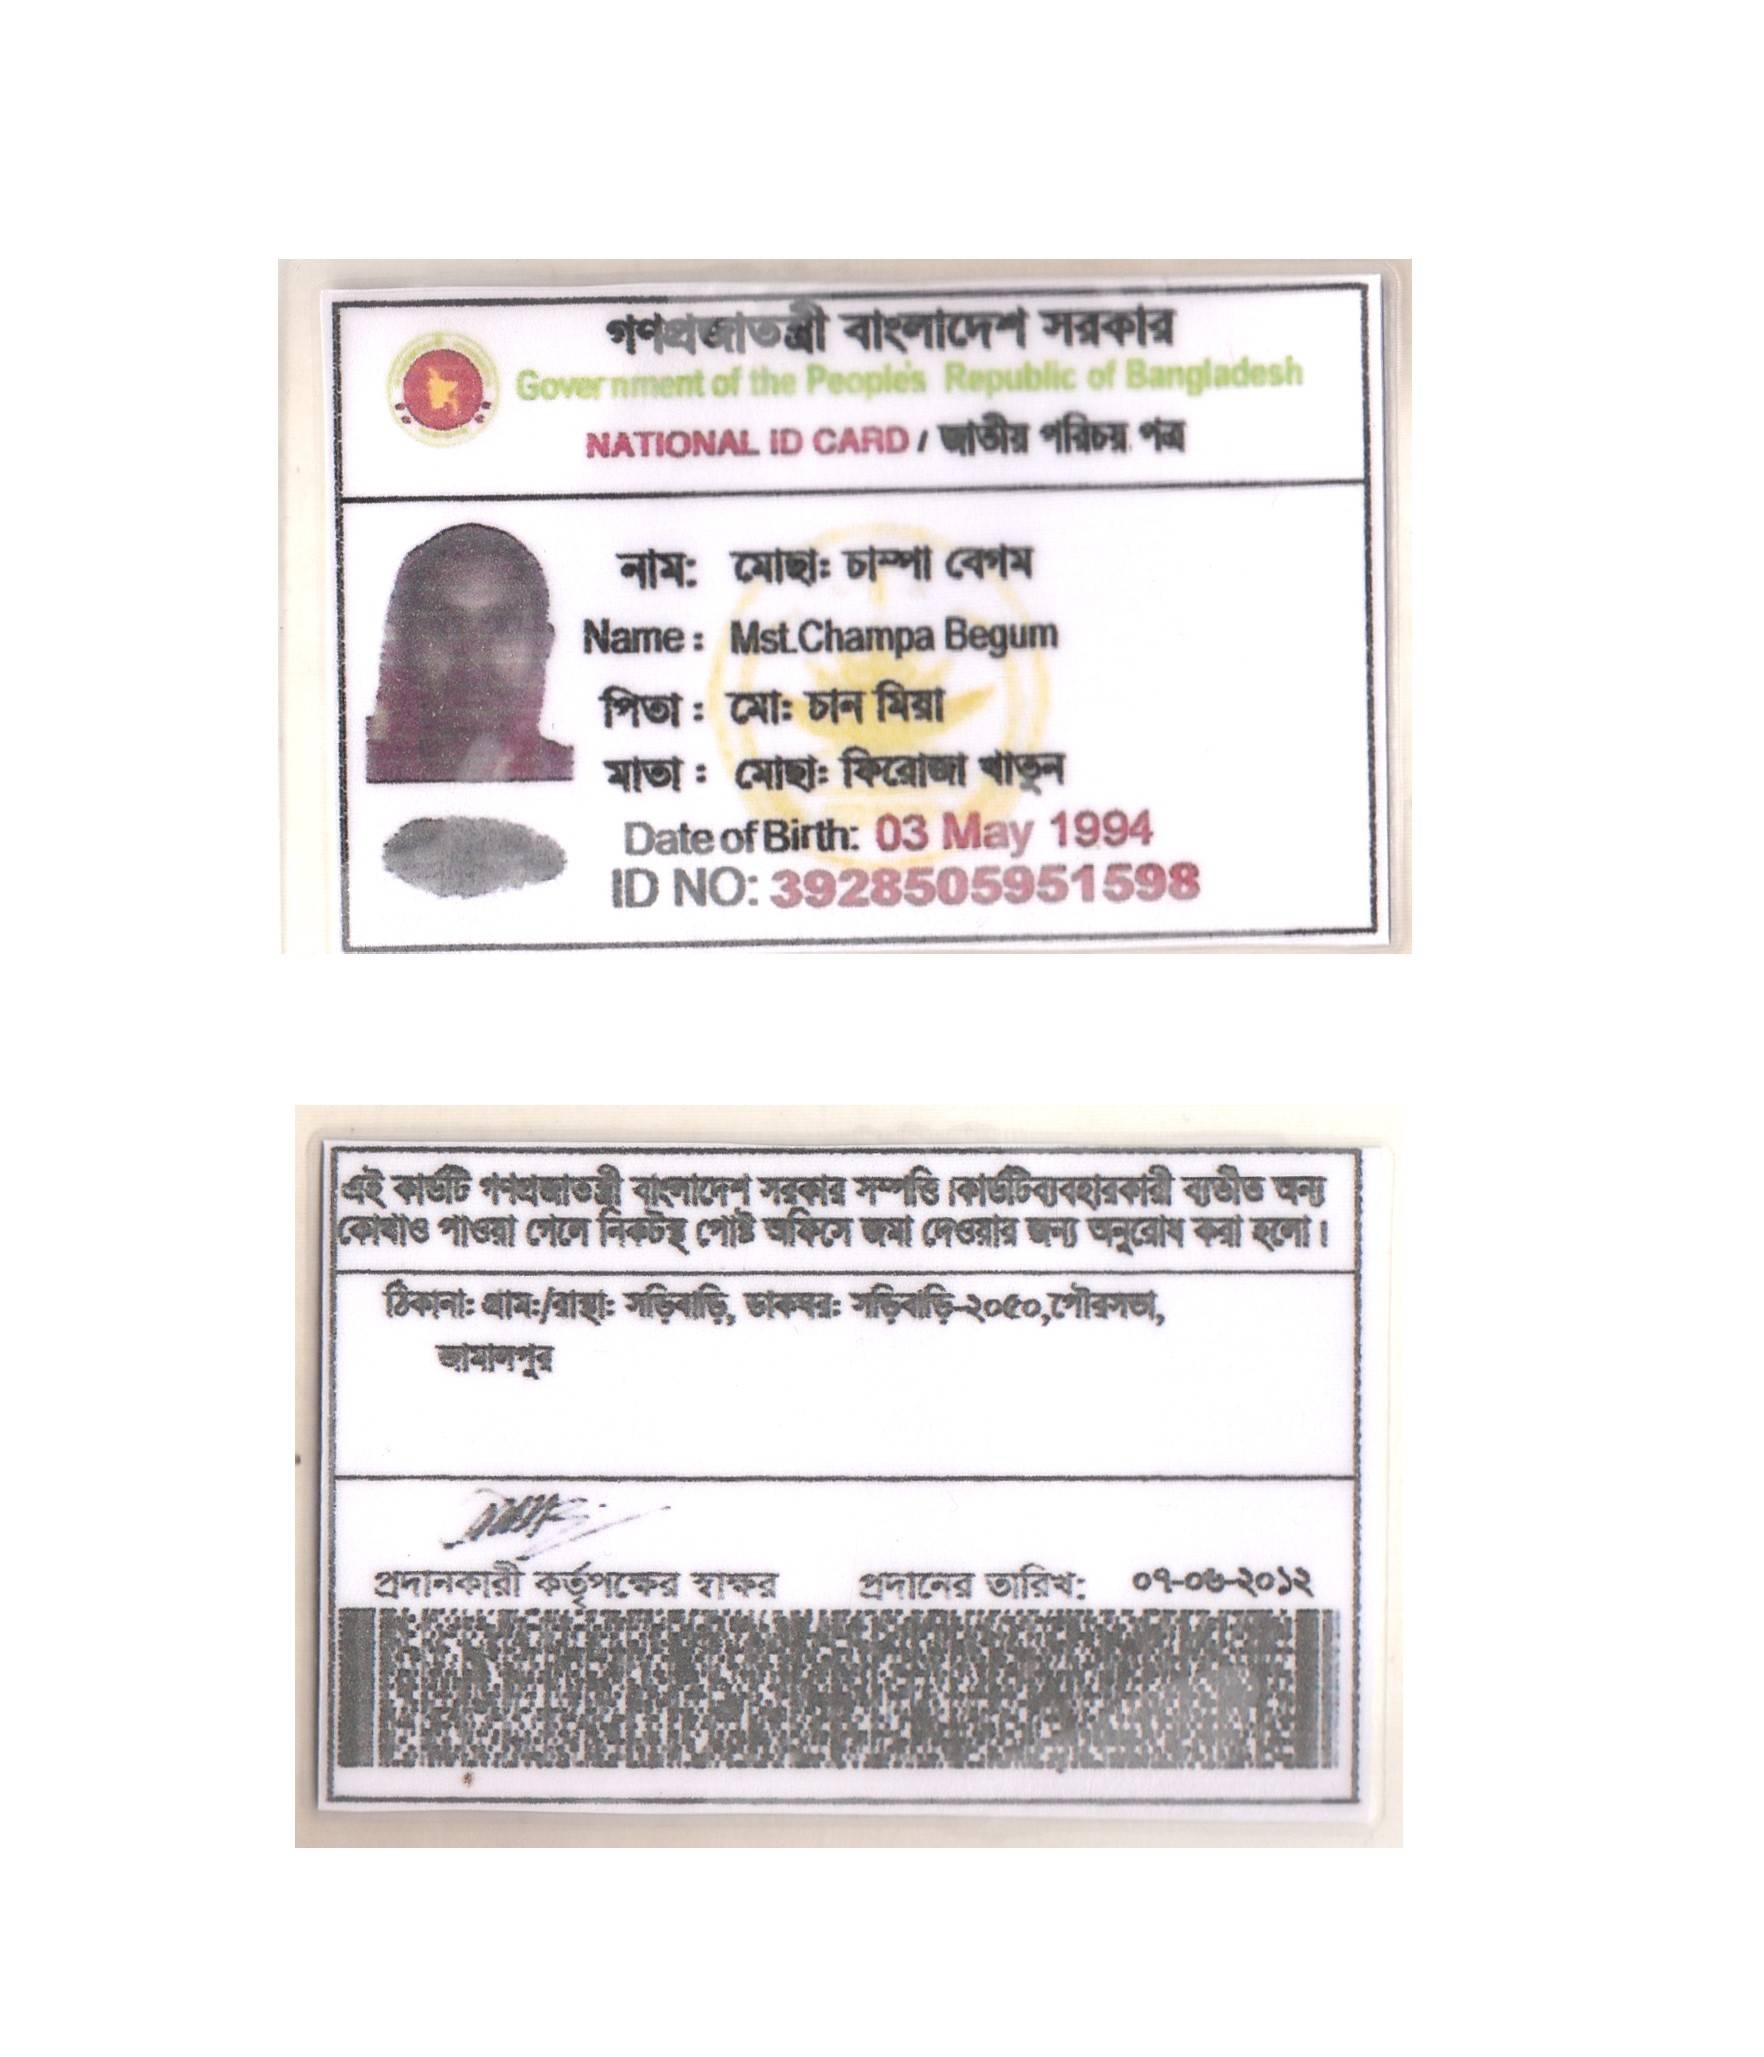 গণপ্রজাতন্ত্রী বাংলাদেশ সরকার
Government of the People's Republic of Bangladesh
NATIONAL ID CARD / জাতীয় পরিচয় পত্র
নাম: মোছাঃ চাম্পা বেগম
Name : Mst.Champa Begum
পিতা : মোঃ চান মিয়া
মাতা : মোছাঃ ফিরোজা খাতুন
Date of Birth: 03 May 1994
ID NO: 3928505951598
এই কার্ডটি গণপ্রজাতন্ত্রী বাংলাদেশ সরকার সম্পত্তি।কার্ডটিব্যবহারকারী ব্যতীত অন্য
কোথাও পাওয়া গেলে নিকটস্থ পোষ্ট অফিসে জমা দেওয়ার জন্য অনুরোধ করা হলো।
ঠিকানা: গ্রাম:/রাস্থা: সড়িবাড়ি, ডাকঘর: সড়িবাড়ি-২০৫০,পৌরসভা,
জামালপুর
প্রদানকারী কর্তৃপক্ষের স্বাক্ষর প্রদানের তারিখ: ০৭-০৬-২০১২